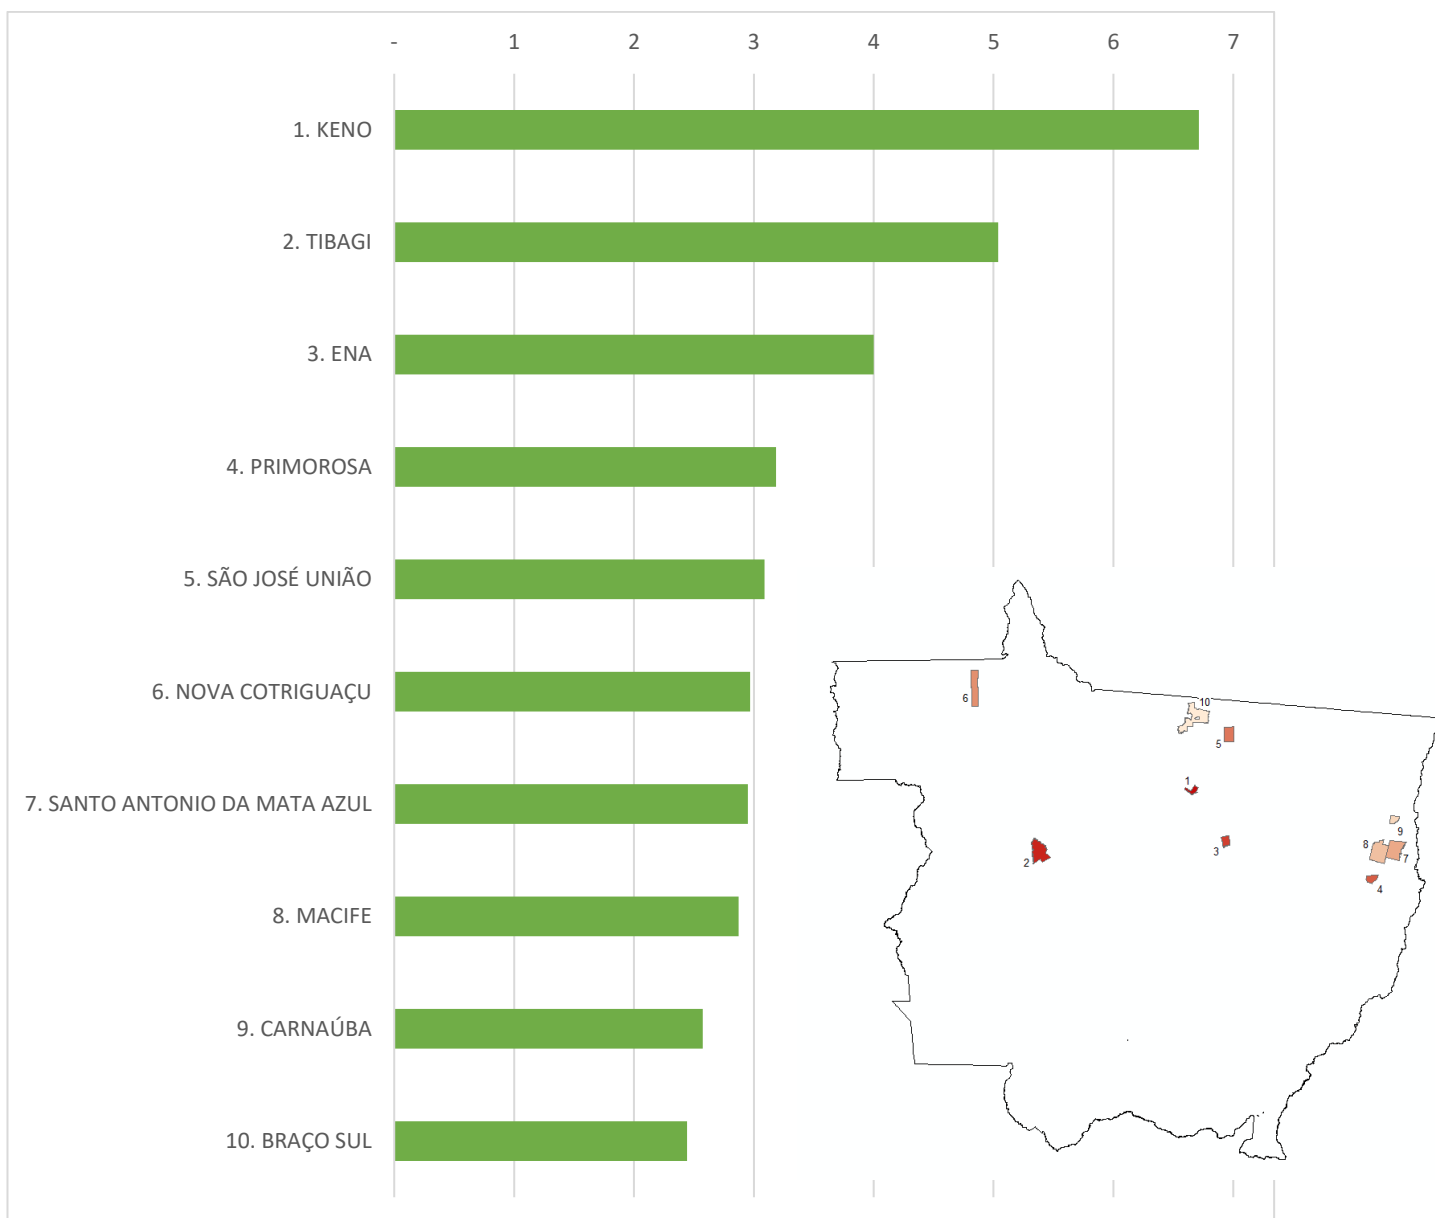 - 1 2 3 4 5 6 7
1. KENO
2. TIBAGI
3. ENA
4. PRIMOROSA
5. SÃO JOSÉ UNIÃO
6. NOVA COTRIGUAÇU
7. SANTO ANTONIO DA MATA AZUL
8. MACIFE
9. CARNAÚBA
10. BRAÇO SUL
6
10
5
1
9
2
3
8
7
4